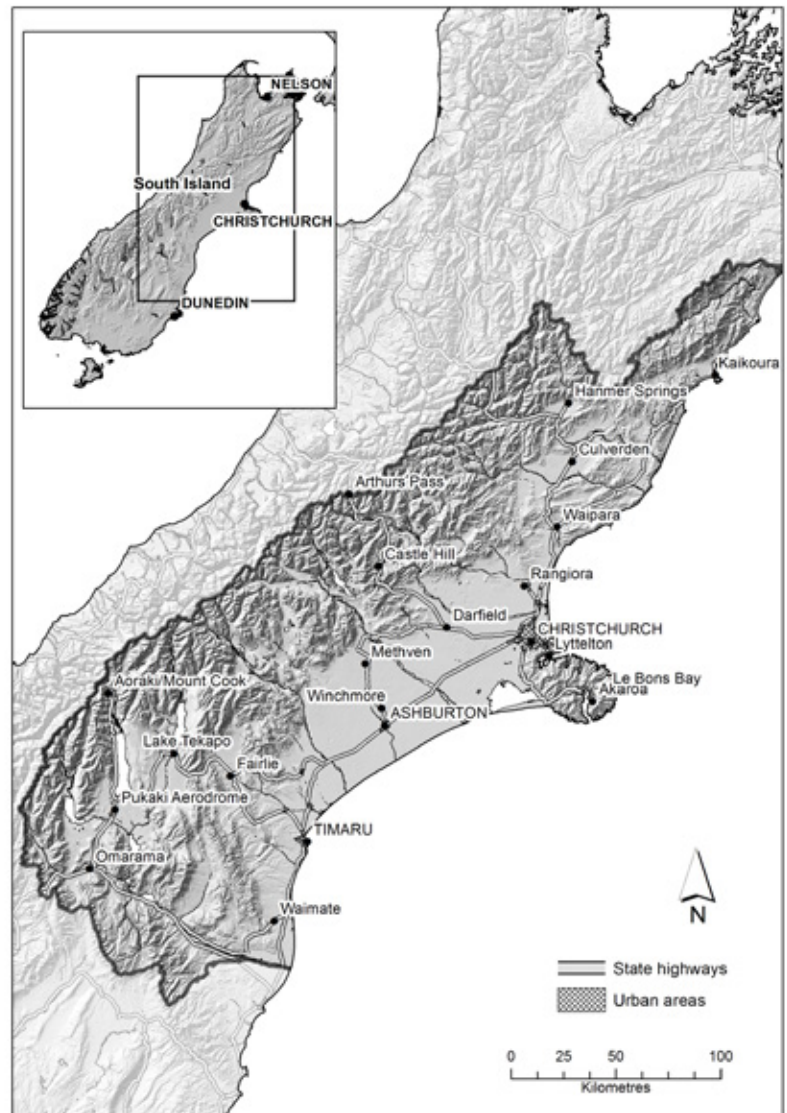 NELSON
South Island
CHRISTCHURCH
DUNEDIN
Kaikoura
Hanmer Springs
Culverden
Arthurs Pass
Waipara
Castle Hill
Rangiora
Darfield
CHRISTCHURCH
Lyttelton
Methven
Le Bons Bay
Aoraki/Mount Cook
Akaroa
Winchmore
ASHBURTON
Lake Tekapo
Fairlie
Pukaki Aerodrome
TIMARU
Omarama
Waimate
N
State highways
Urban areas
0 25 50 100
Kilometres